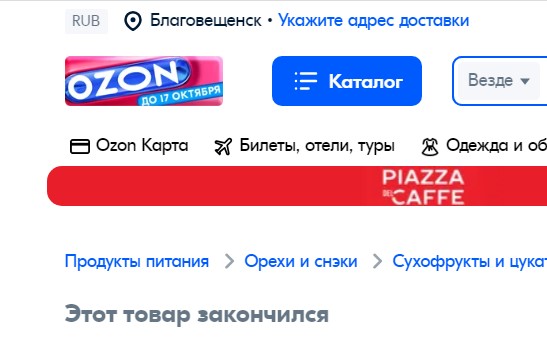 RUB Благовещенск • Укажите адрес доставки
OZON
ДО 17 ОКТЯБРЯ
Каталог
Везде
Ozon Карта Билеты, отели, туры Одежда и об
PIAZZA
DEL CAFFE
Продукты питания Орехи и снэки Сухофрукты и цукат
Этот товар закончился